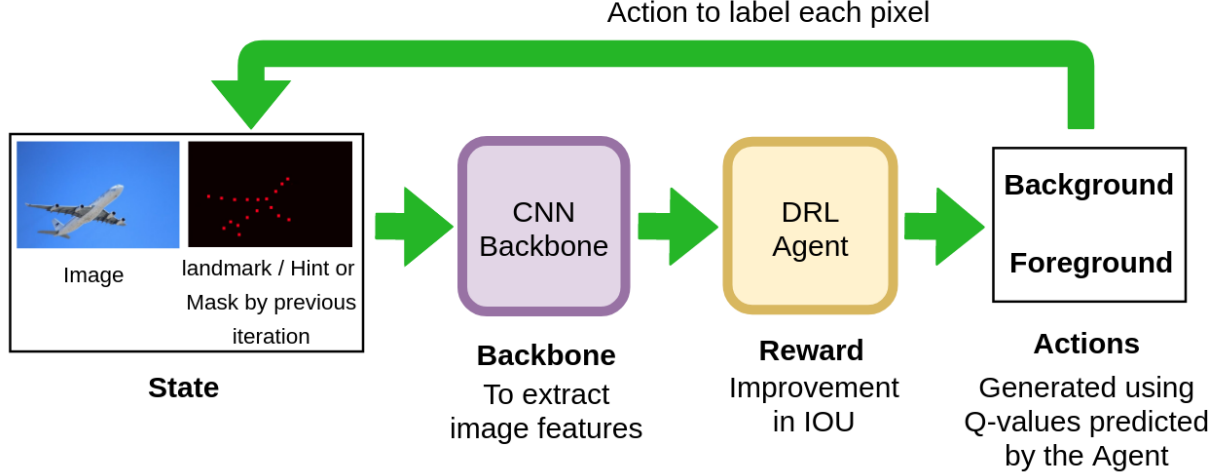 Action to label each pixel
Image
landmark / Hint or
Mask by previous
iteration
State
CNN
Backbone
Backbone
To extract
image features
DRL
Agent
Reward
Improvement
in IOU
Background
Foreground
Actions
Generated using
Q-values predicted
by the Agent